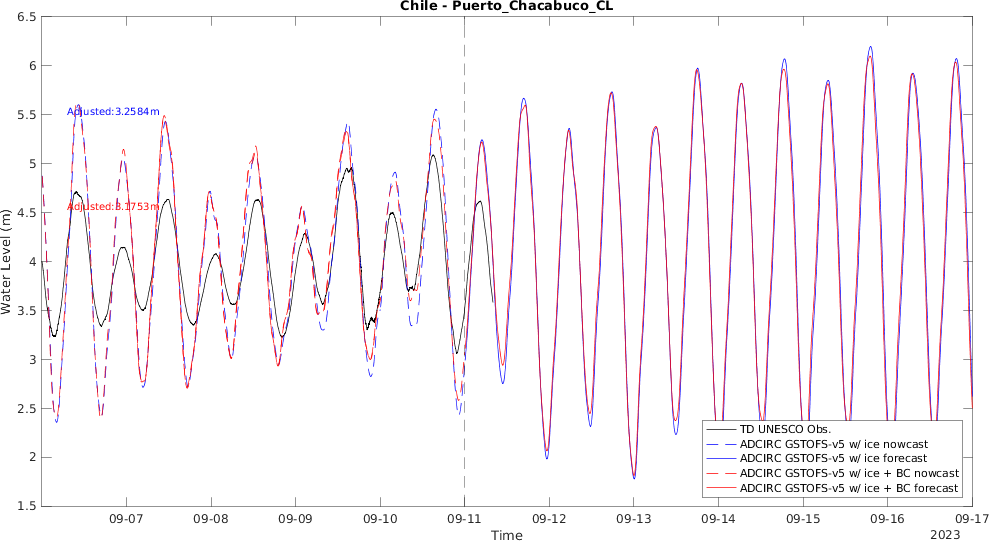 Chile - Puerto_Chacabuco_CL
6.5
6
5.5
5
4.5
4
3.5
3
2.5
2
1.5
Water Level (m)
Adjusted:3.2584m
Adjusted:3.1753m
TD UNESCO Obs.
ADCIRC GSTOFS-v5 w/ ice nowcast
ADCIRC GSTOFS-v5 w/ ice forecast
ADCIRC GSTOFS-v5 w/ ice + BC nowcast
ADCIRC GSTOFS-v5 w/ ice + BC forecast
09-07 09-08 09-09 09-10 09-11 09-12 09-13 09-14 09-15 09-16 09-17
Time
2023